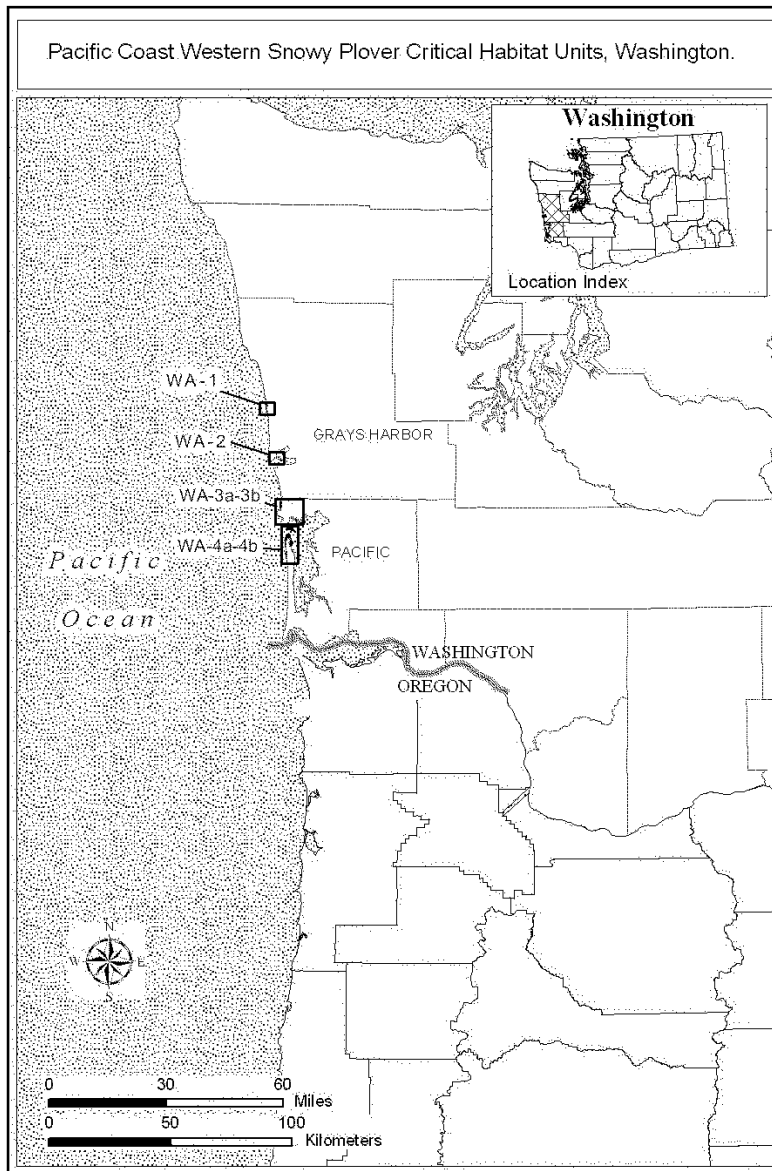 Pacific Coast Western Snowy Plover Critical Habitat Units, Washington.
Washington
Location Index
WA-1
GRAYS HARBOR
WA-2
WA-3a-3b
WA-4a-4b
PACIFIC
Pacific
Ocean
WASHINGTON
OREGON
N
W E
S
0 30 60
Miles
0 50 100
Kilometers